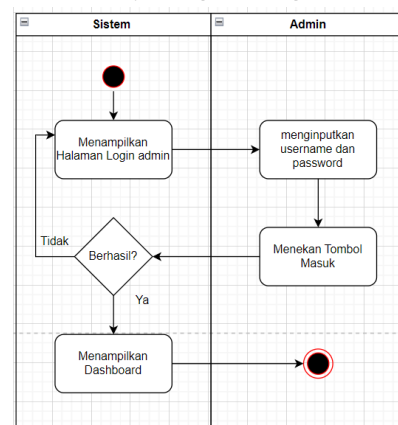 Sistem
Admin
Menampilkan
Halaman Login admin
menginputkan
username dan
password
Tidak
Berhasil?
Menekan Tombol
Masuk
Ya
Menampilkan
Dashboard